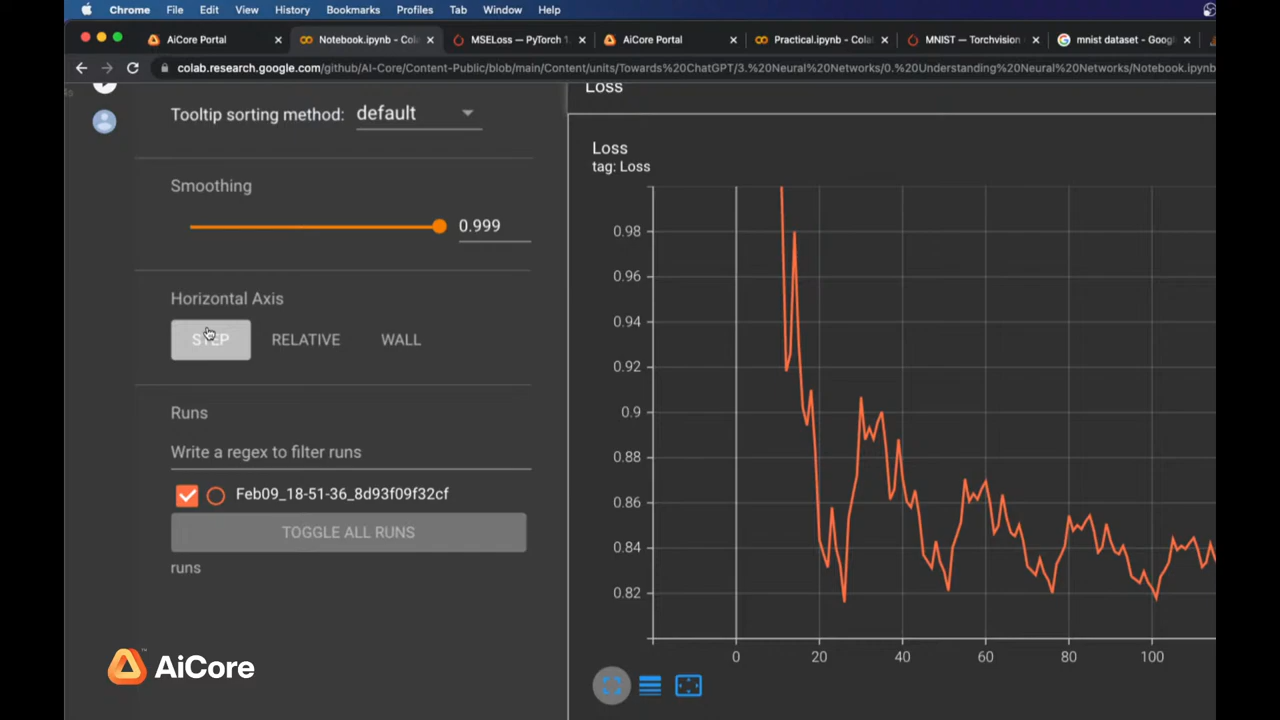 Chrome File Edit View History Bookmarks Profiles Tab Window Help
AiCore Portal Notebook.ipynb - Cola MSELoss — PyTorch 1. AiCore Portal Practical.ipynb - Colab MNIST — Torchvision mnist dataset - Goog
colab.research.google.com/github/AI-Core/Content-Public/blob/main/Content/units/Towards%20ChatGPT/3.%20Neural%20Networks/0.%20Understanding%20Neural%20Networks/Notebook.ipynb
Tooltip sorting method: default
Smoothing
0.999
Horizontal Axis
STEP RELATIVE WALL
Runs
Write a regex to filter runs
Feb09_18-51-36_8d93f09f32cf
TOGGLE ALL RUNS
runs
Loss
Loss
tag: Loss
0.98
0.96
0.94
0.92
0.9
0.88
0.86
0.84
0.82
0 20 40 60 80 100
AiCore